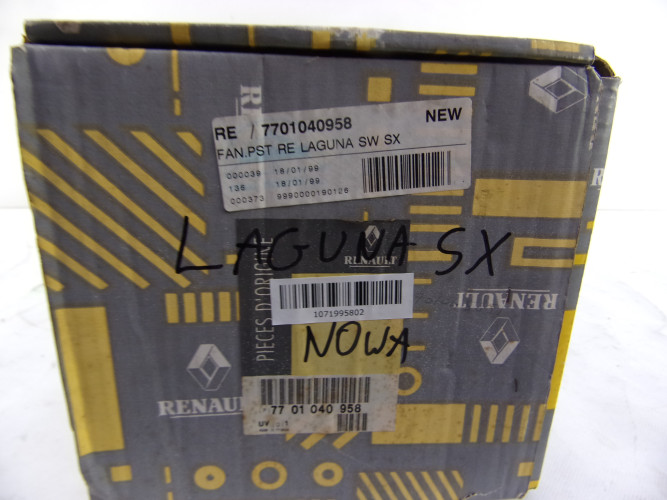 RE
RE / 7701040958 NEW
FAN.PST RE LAGUNA SW SX
000039 18/01/99
136 18/01/99
000373 9990000190126
LAGUNA SX
PIECES D'ORIGINE
RENAULT
1071995802
RENAULT
NOWA
RENAULT
77 01 040 958